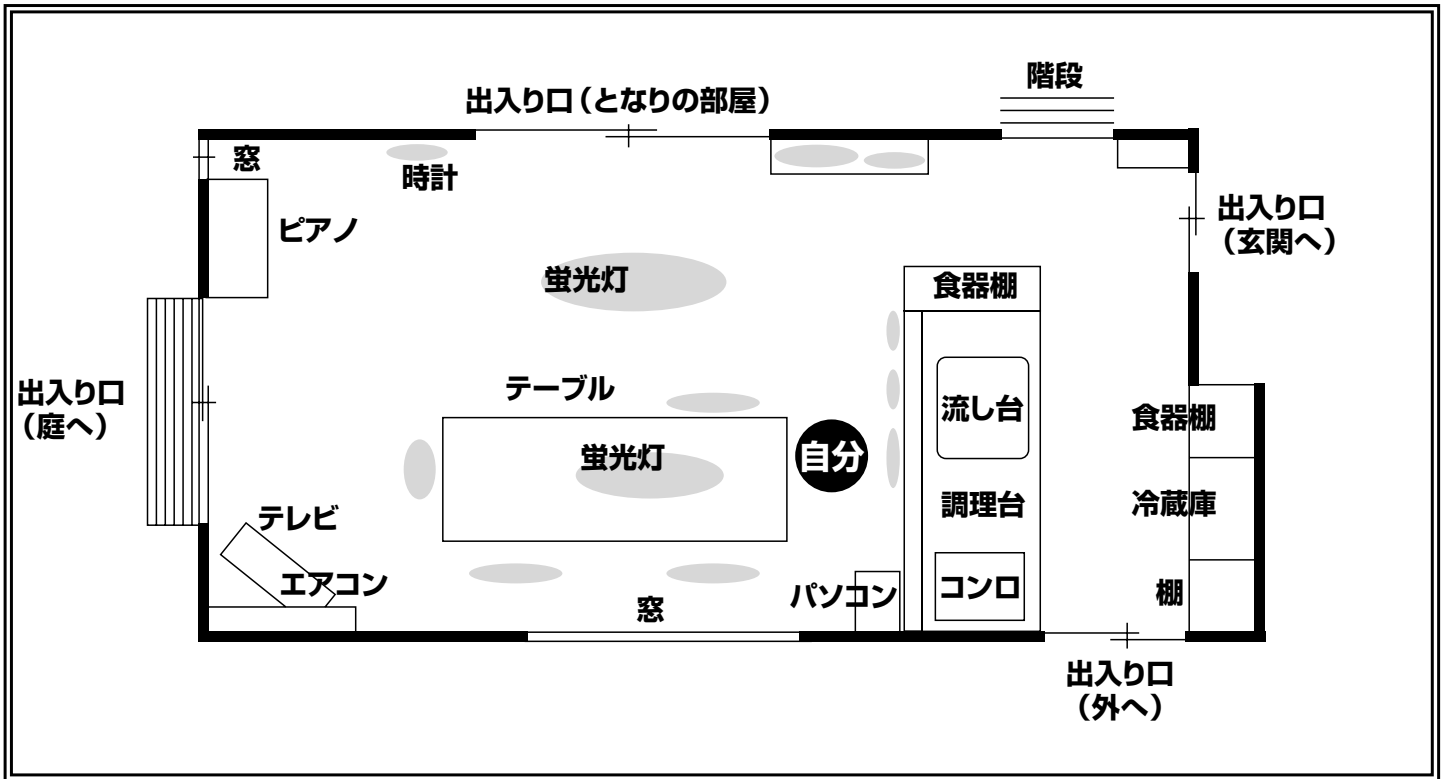 階段
出入り口（となりの部屋）
窓
時計
出入り口
（玄関へ）
ピアノ
蛍光灯
食器棚
テーブル
出入り口
（庭へ）
流し台
食器棚
蛍光灯
自分
調理台
冷蔵庫
テレビ
エアコン
パソコン
コンロ
棚
窓
出入り口
（外へ）